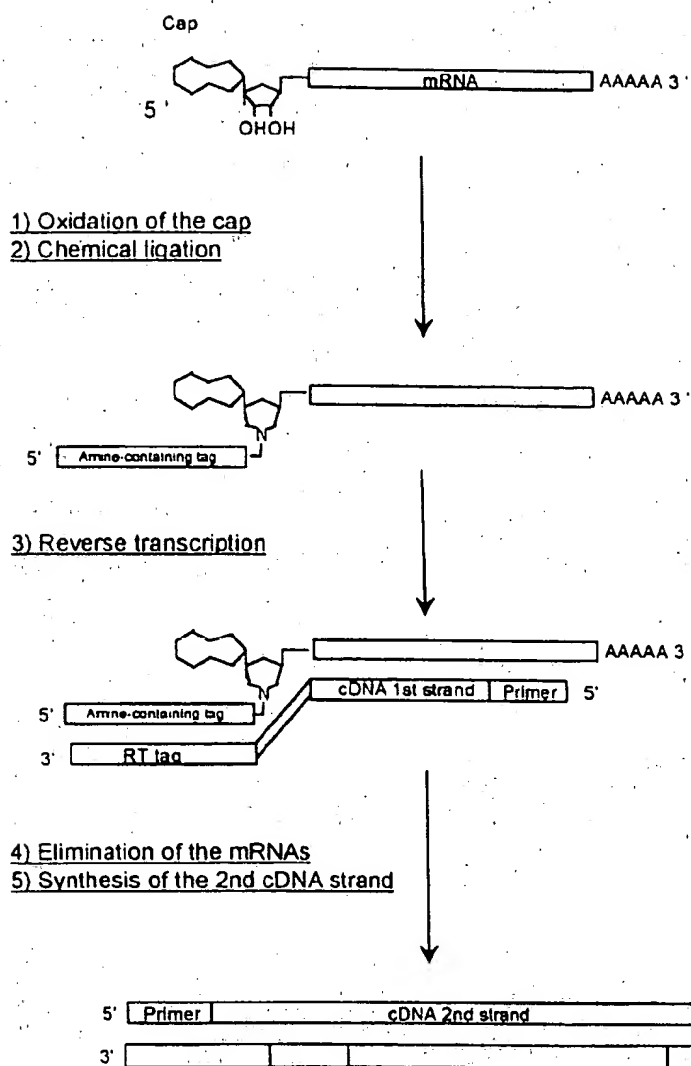 Cap
mRNA AAAAA 3 '
5 '
OHOH
1) Oxidation of the cap
2) Chemical ligation
AAAAA 3 '
N
5' Amine-containing tag
3) Reverse transcription
AAAAA 3
N
cDNA 1st strand Primer 5'
5' Amine-containing tag
3' RT tag
4) Elimination of the mRNAs
5) Synthesis of the 2nd cDNA strand
5' Primer cDNA 2nd strand
3'